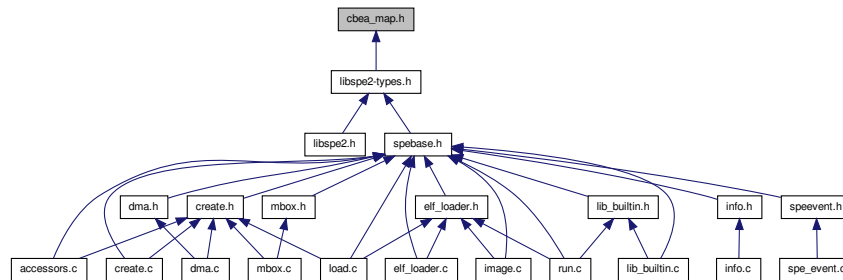 cbea_map.h
libspe2-types.h
libspe2.h
spebase.h
dma.h
create.h
mbox.h
elf_loader.h
lib_builtin.h
info.h
speevent.h
accessors.c
create.c
dma.c
mbox.c
load.c
elf_loader.c
image.c
run.c
lib_builtin.c
info.c
spe_event.c